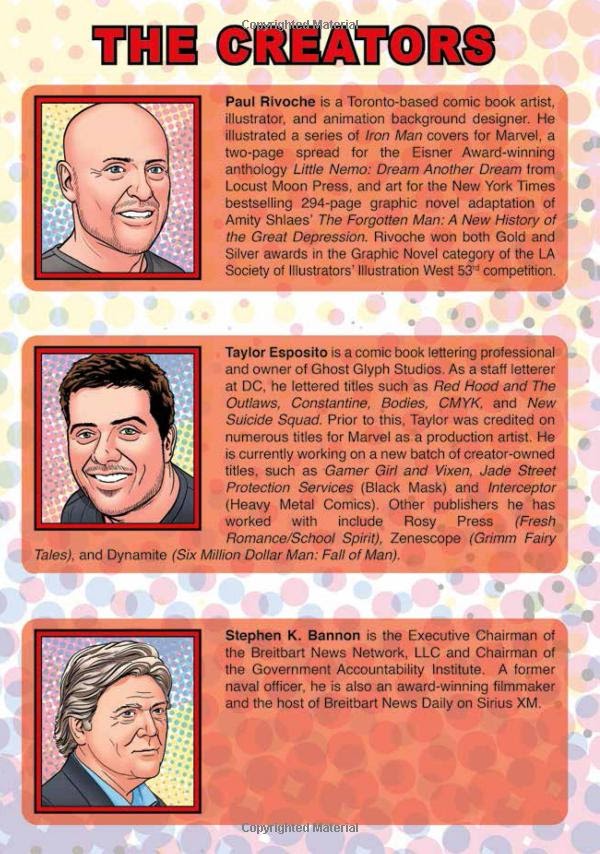 Copyrighted Material
THE CREATORS
Paul Rivoche is a Toronto-based comic book artist,
illustrator, and animation background designer. He
illustrated a series of Iron Man covers for Marvel, a
two-page spread for the Eisner Award-winning
anthology Little Nemo: Dream Another Dream from
Locust Moon Press, and art for the New York Times
bestselling 294-page graphic novel adaptation of
Amity Shlaes' The Forgotten Man: A New History of
the Great Depression. Rivoche won both Gold and
Silver awards in the Graphic Novel category of the LA
Society of Illustrators' Illustration West 53rd competition.
Taylor Esposito is a comic book lettering professional
and owner of Ghost Glyph Studios. As a staff letterer
at DC, he lettered titles such as Red Hood and The
Outlaws, Constantine, Bodies, CMYK, and New
Suicide Squad. Prior to this, Taylor was credited on
numerous titles for Marvel as a production artist. He
is currently working on a new batch of creator-owned
titles, such as Gamer Girl and Vixen, Jade Street
Protection Services (Black Mask) and Interceptor
(Heavy Metal Comics). Other publishers he has
worked with include Rosy Press (Fresh
Romance/School Spirit), Zenescope (Grimm Fairy
Tales), and Dynamite (Six Million Dollar Man: Fall of Man).
Stephen K. Bannon is the Executive Chairman of
the Breitbart News Network, LLC and Chairman of
the Government Accountability Institute. A former
naval officer, he is also an award-winning filmmaker
and the host of Breitbart News Daily on Sirius XM.
Copyrighted Material